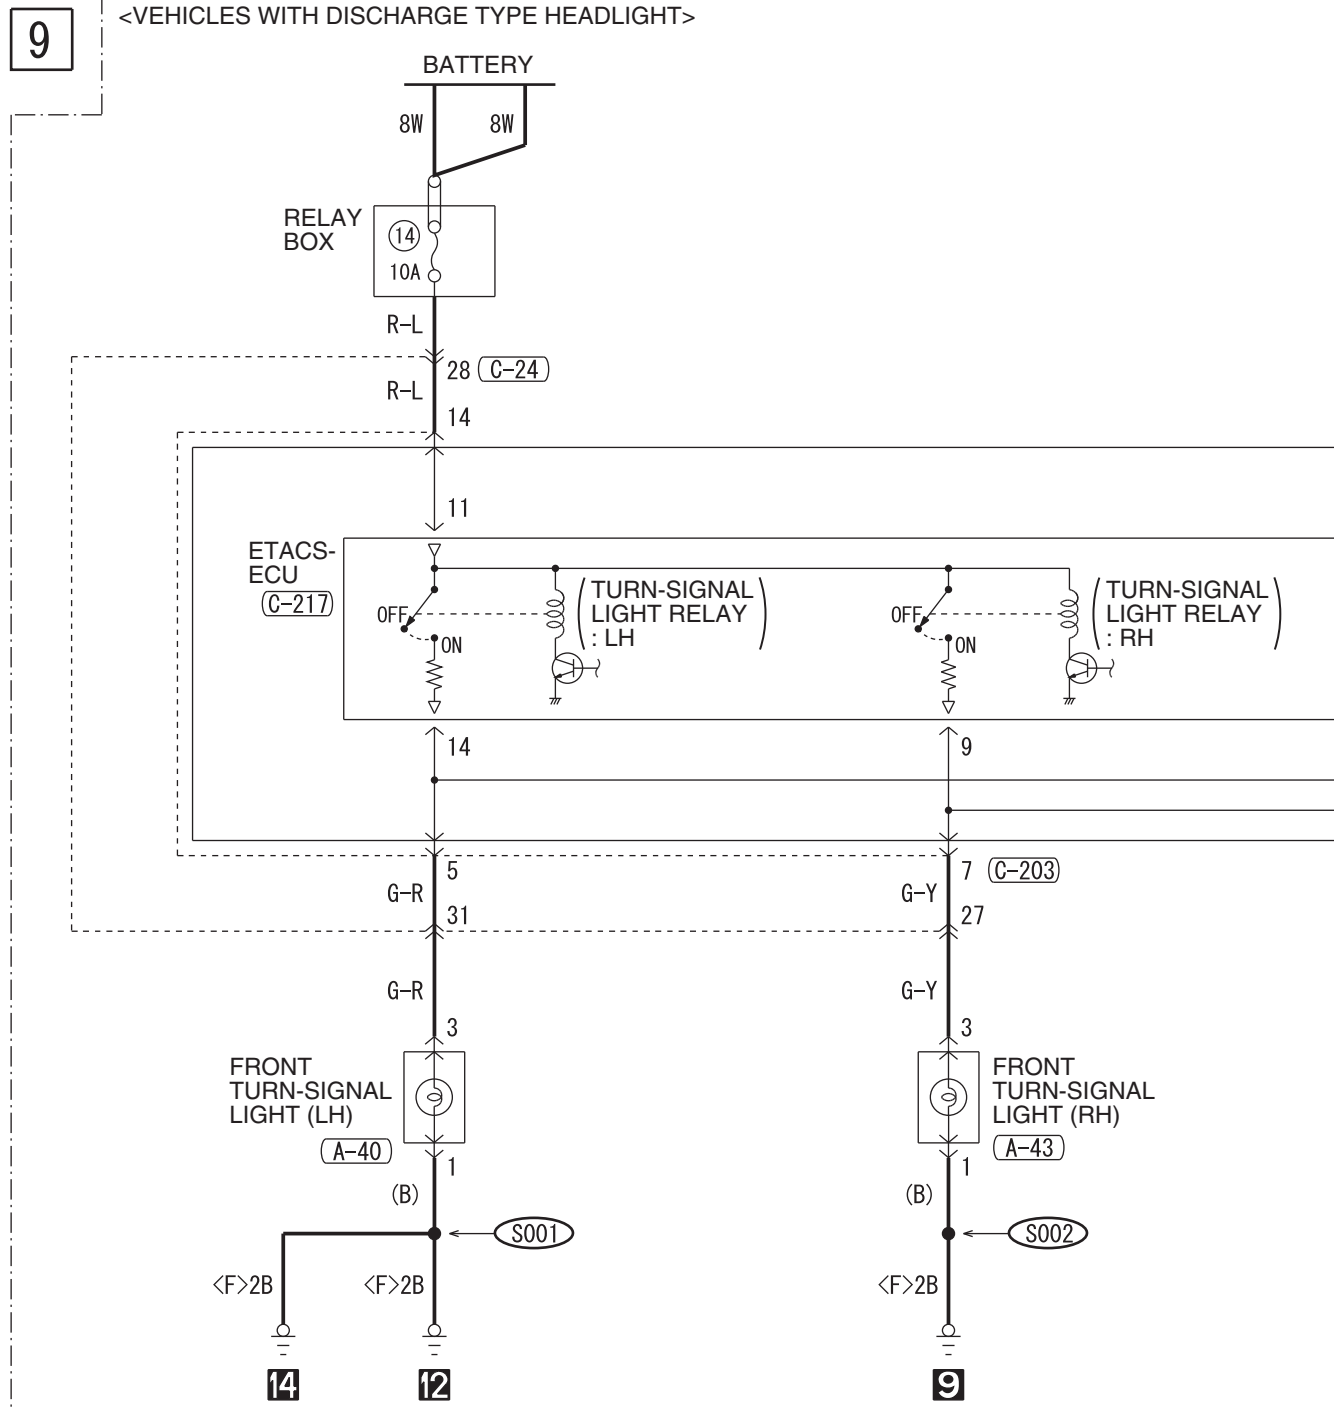 9
<VEHICLES WITH DISCHARGE TYPE HEADLIGHT>
BATTERY
8W
8W
RELAY
BOX
14
10A
R-L
28
C-24
R-L
14
11
ETACS-
ECU
C-217
OFF
ON
TURN-SIGNAL
LIGHT RELAY
: LH
OFF
ON
TURN-SIGNAL
LIGHT RELAY
: RH
14
9
5
7
C-203
G-R
G-Y
31
27
G-R
G-Y
3
3
FRONT
TURN-SIGNAL
LIGHT (LH)
A-40
FRONT
TURN-SIGNAL
LIGHT (RH)
A-43
1
1
(B)
(B)
S001
S002
<F>2B
<F>2B
<F>2B
14
12
9